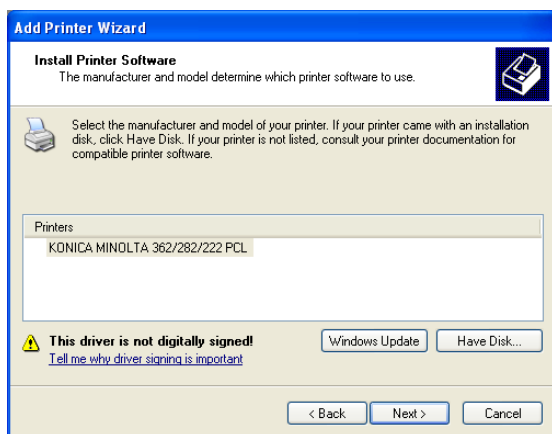 Add Printer Wizard
Install Printer Software
The manufacturer and model determine which printer software to use.
Select the manufacturer and model of your printer. If your printer came with an installation
disk, click Have Disk. If your printer is not listed, consult your printer documentation for
compatible printer software.
Printers
KONICA MINOLTA 362/282/222 PCL
This driver is not digitally signed!
Tell me why driver signing is important
Windows Update
Have Disk...
< Back
Next >
Cancel